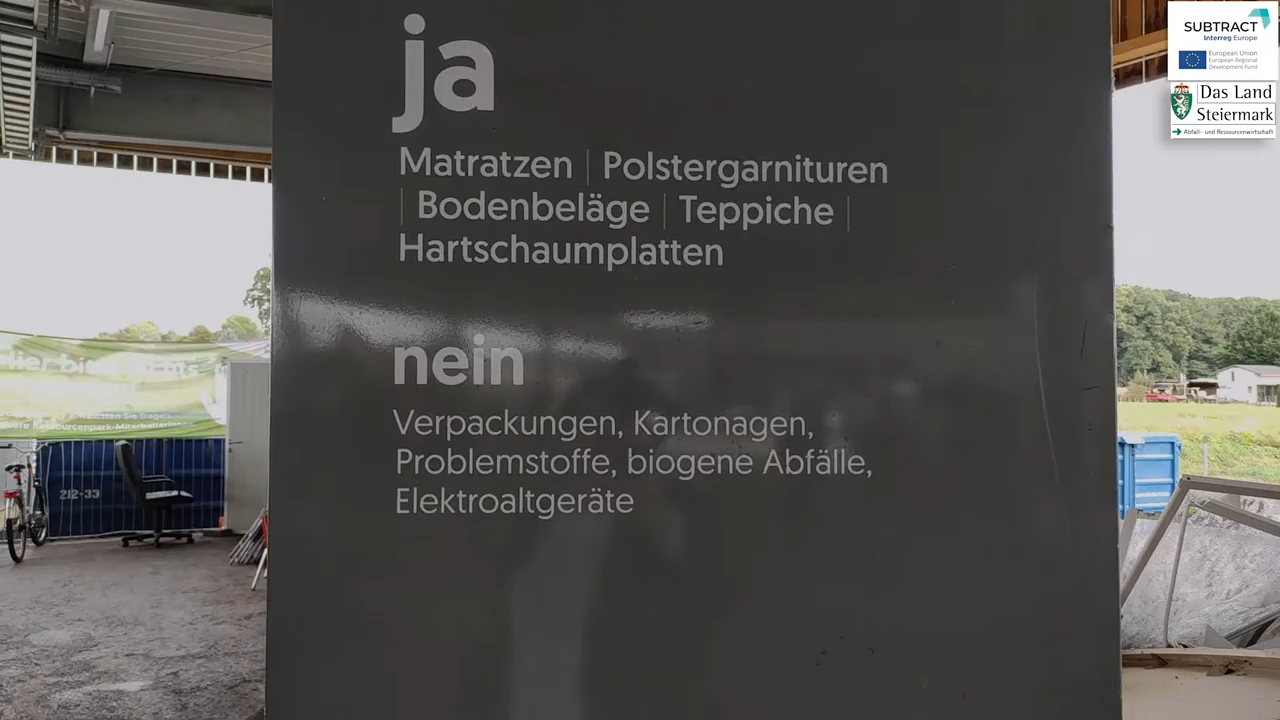 ja
Matratzen | Polstergarnituren
| Bodenbeläge | Teppiche |
Hartschaumplatten
nein
Verpackungen, Kartonagen,
Problemstoffe, biogene Abfälle,
Elektroaltgeräte
SUBTRACT
Interreg Europe
European Union
European Regional
Development Fund
Das Land
Steiermark
Abfall- und Ressourcenwirtschaft
212-33